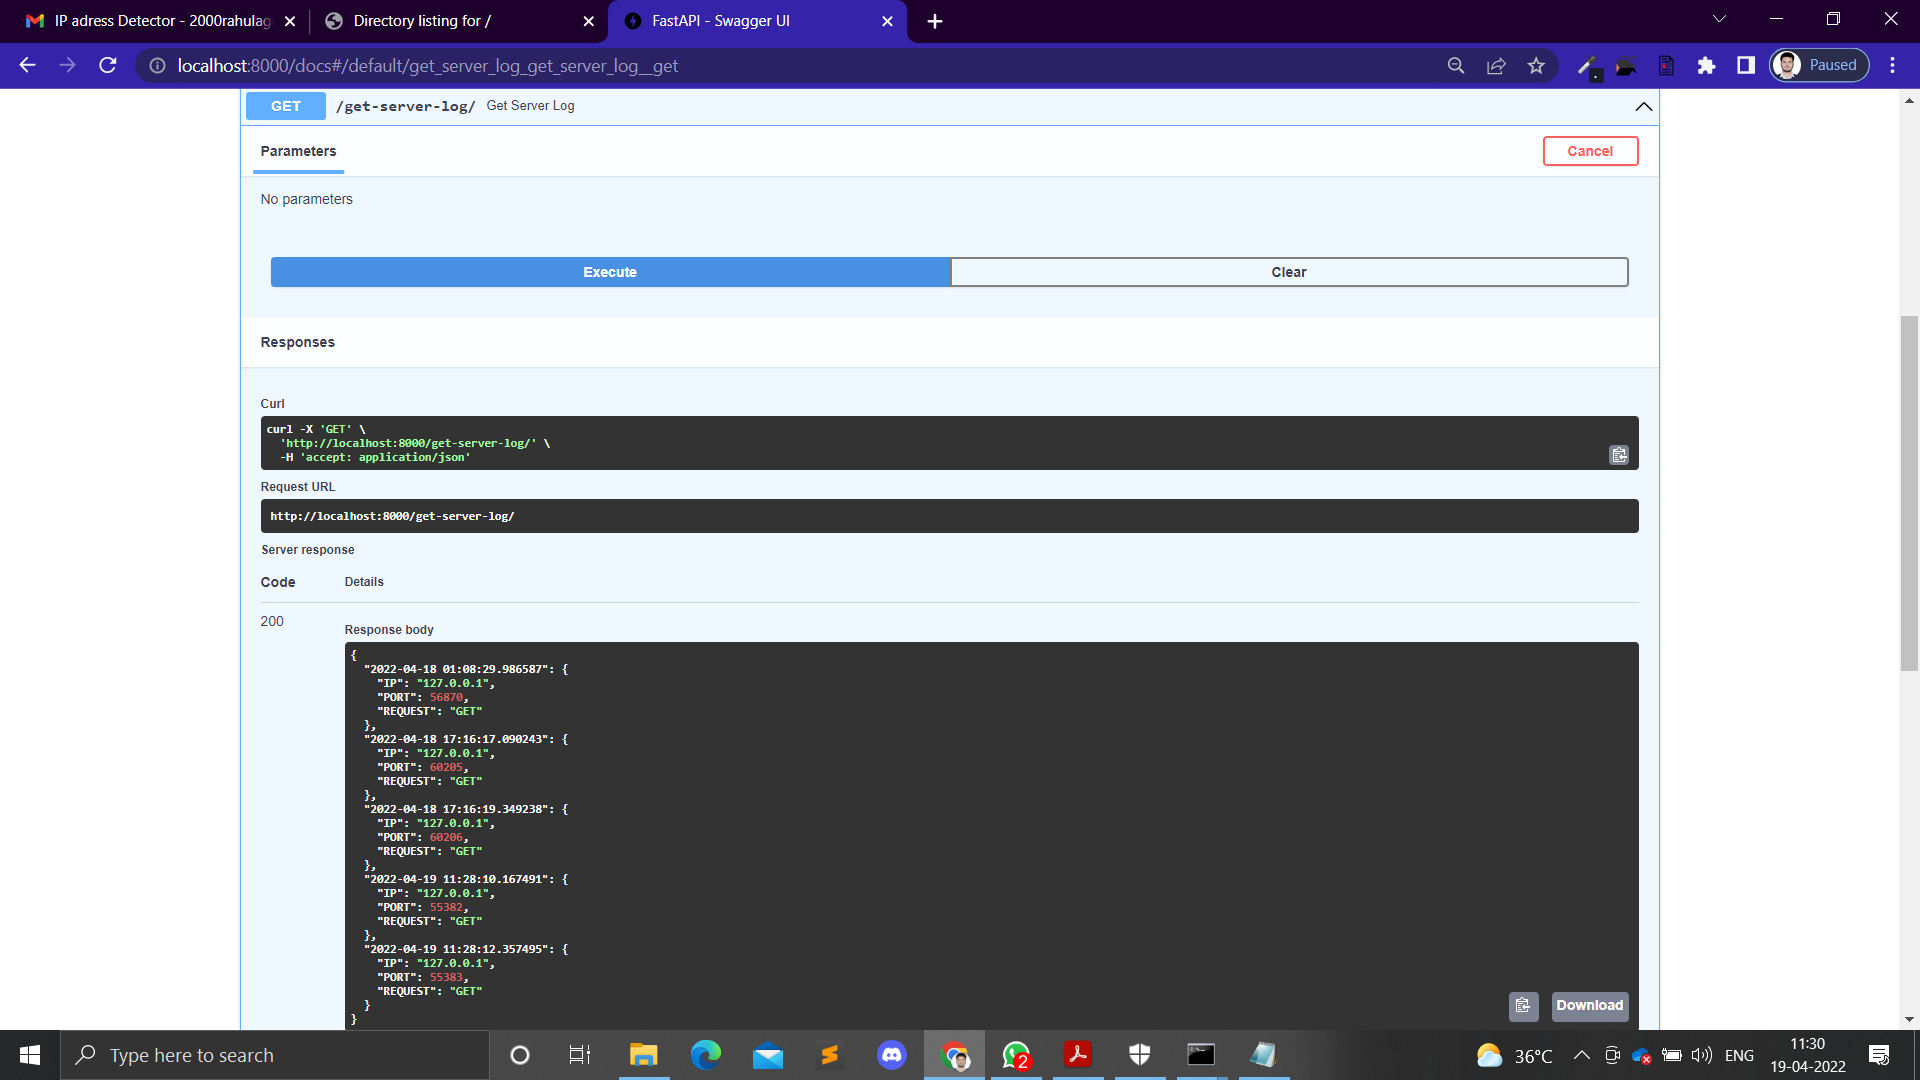 IP adress Detector - 2000rahulag
Directory listing for /
FastAPI - Swagger UI
localhost:8000/docs#/default/get_server_log_get_server_log__get
Paused
GET /get-server-log/ Get Server Log
Parameters
Cancel
No parameters
Execute
Clear
Responses
Curl
curl -X 'GET' \
'http://localhost:8000/get-server-log/' \
-H 'accept: application/json'
Request URL
http://localhost:8000/get-server-log/
Server response
Code Details
200
Response body
{
"2022-04-18 01:08:29.986587": {
"IP": "127.0.0.1",
"PORT": 56870,
"REQUEST": "GET"
},
"2022-04-18 17:16:17.090243": {
"IP": "127.0.0.1",
"PORT": 60205,
"REQUEST": "GET"
},
"2022-04-18 17:16:19.349238": {
"IP": "127.0.0.1",
"PORT": 60206,
"REQUEST": "GET"
},
"2022-04-19 11:28:10.167491": {
"IP": "127.0.0.1",
"PORT": 55382,
"REQUEST": "GET"
},
"2022-04-19 11:28:12.357495": {
"IP": "127.0.0.1",
"PORT": 55383,
"REQUEST": "GET"
}
}
Download
Type here to search
2
36°C
ENG
11:30
19-04-2022